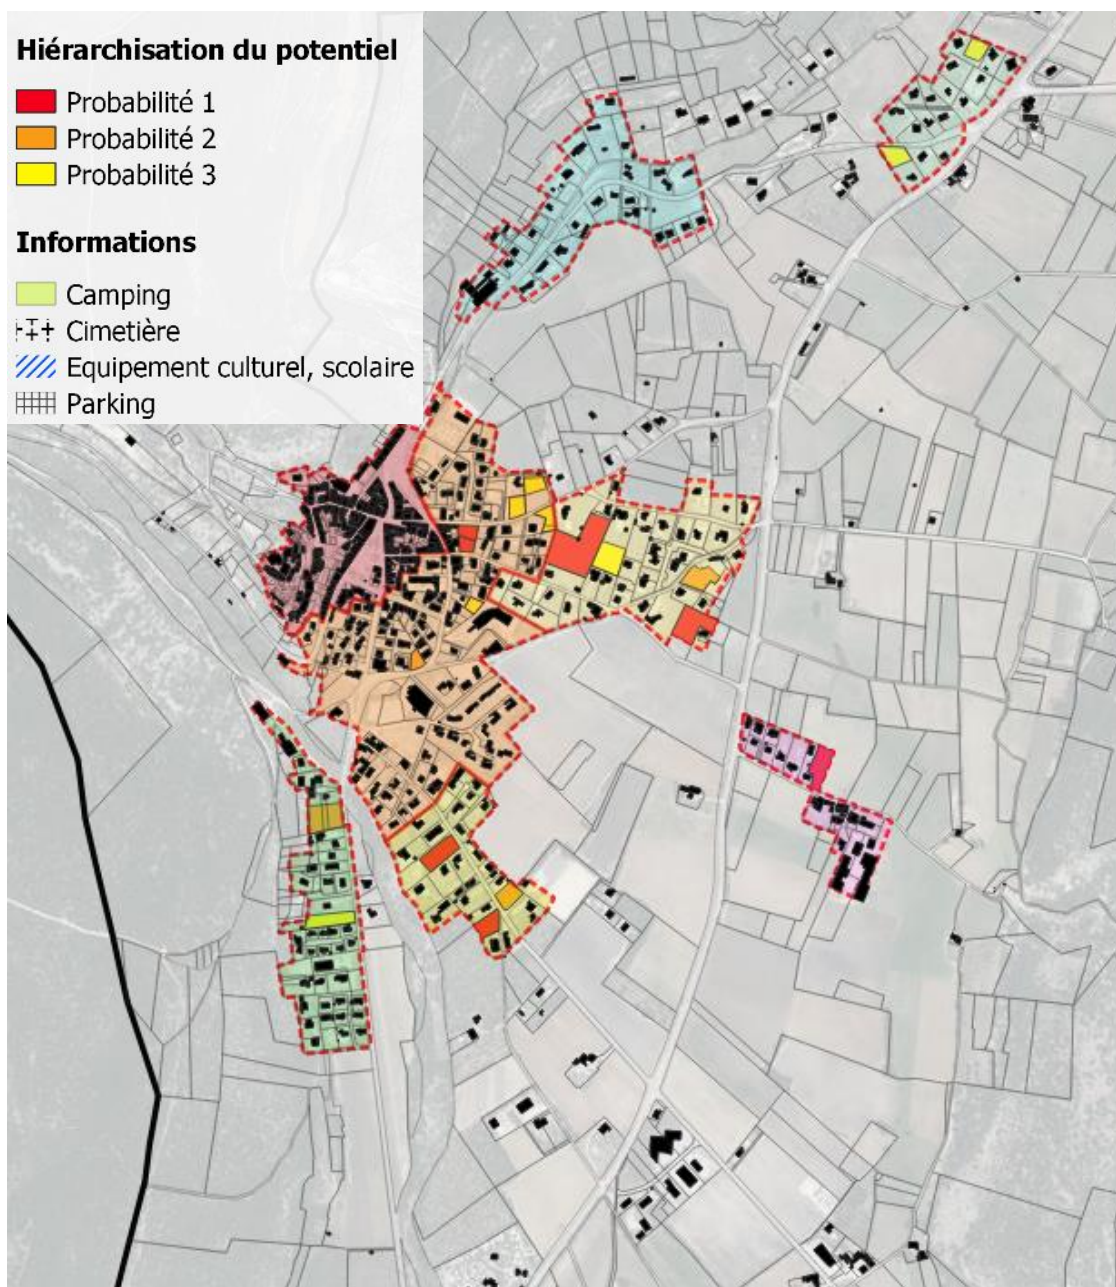 Hiérarchisation du potentiel
Probabilité 1
Probabilité 2
Probabilité 3
Informations
Camping
Cimetière
Equipement culturel, scolaire
Parking